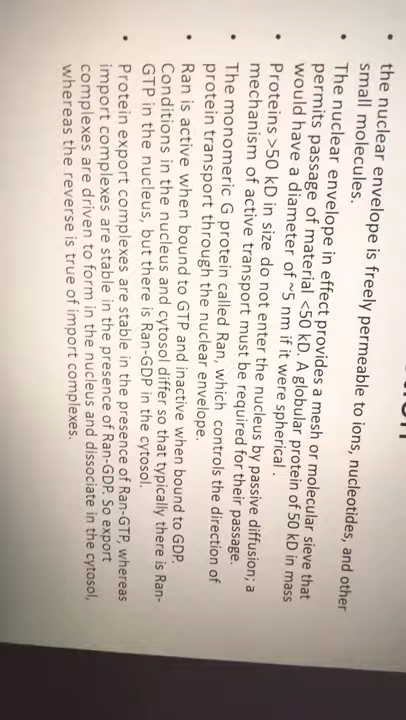 • the nuclear envelope is freely permeable to ions, nucleotides, and other
small molecules.
• The nuclear envelope in effect provides a mesh or molecular sieve that
permits passage of material <50 kD. A globular protein of 50 kD in mass
would have a diameter of ~5 nm if it were spherical .
• Proteins >50 kD in size do not enter the nucleus by passive diffusion; a
mechanism of active transport must be required for their passage.
• The monomeric G protein called Ran, which controls the direction of
protein transport through the nuclear envelope.
• Ran is active when bound to GTP and inactive when bound to GDP.
Conditions in the nucleus and cytosol differ so that typically there is Ran-
GTP in the nucleus, but there is Ran-GDP in the cytosol.
• Protein export complexes are stable in the presence of Ran-GTP, whereas
import complexes are stable in the presence of Ran-GDP. So export
complexes are driven to form in the nucleus and dissociate in the cytosol,
whereas the reverse is true of import complexes.